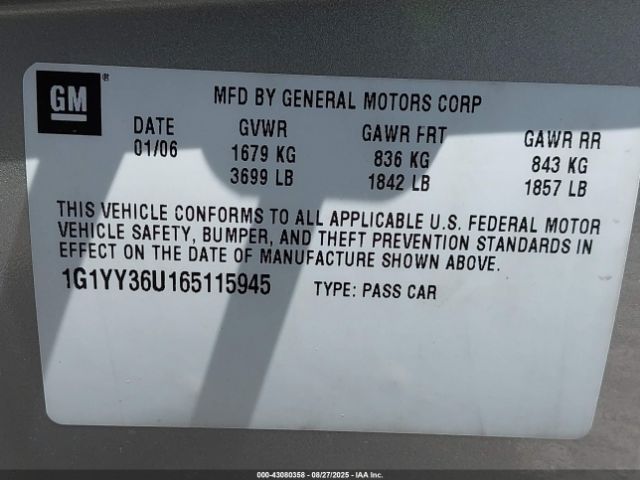 GM®
MFD BY GENERAL MOTORS CORP
DATE GVWR GAWR FRT GAWR RR
01/06 1679 KG 836 KG 843 KG
3699 LB 1842 LB 1857 LB
THIS VEHICLE CONFORMS TO ALL APPLICABLE U.S. FEDERAL MOTOR
VEHICLE SAFETY, BUMPER, AND THEFT PREVENTION STANDARDS IN
EFFECT ON THE DATE OF MANUFACTURE SHOWN ABOVE.
1G1YY36U165115945 TYPE: PASS CAR
000-43080358 - 08/27/2025 - IAA Inc.